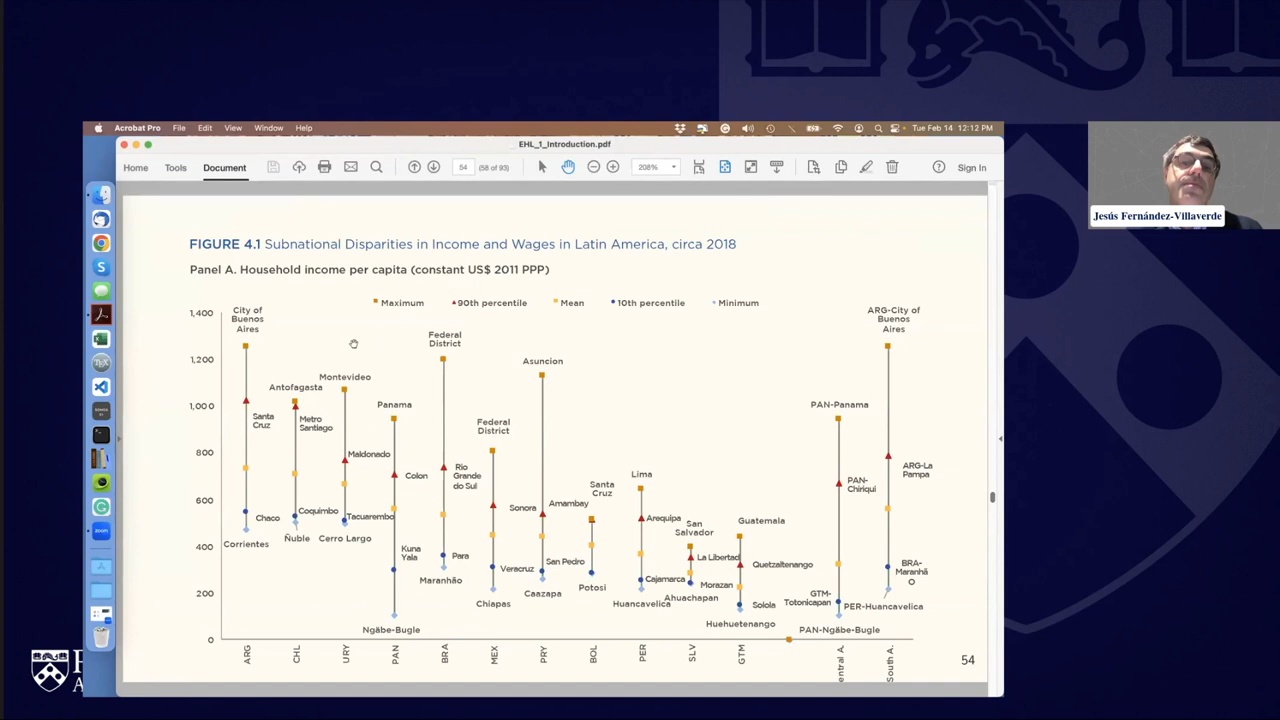 Acrobat Pro File Edit View Window Help
Tue Feb 14 12:12 PM
EHL_1_Introduction.pdf
Home Tools Document
54 (58 of 93)
208%
Sign In
Jesús Fernández-Villaverde
FIGURE 4.1 Subnational Disparities in Income and Wages in Latin America, circa 2018
Panel A. Household income per capita (constant US$ 2011 PPP)
Maximum 90th percentile Mean 10th percentile Minimum
1,400
1,200
1,000
800
600
400
200
0
City of
Buenos
Aires
Santa
Cruz
Chaco
Corrientes
Antofagasta
Metro
Santiago
Coquimbo
Ñuble
Montevideo
Maldonado
Tacuarembo
Cerro Largo
Panama
Colon
Kuna
Yala
Ngäbe-Bugle
Federal
District
Rio
Grande
do Sul
Para
Maranhão
Federal
District
Sonora
Veracruz
Chiapas
Asuncion
Amambay
San Pedro
Caazapa
Santa
Cruz
Potosi
Lima
Arequipa
Cajamarca
Huancavelica
San
Salvador
La Libertad
Morazan
Ahuachapan
Guatemala
Quetzaltenango
Solola
Huehuetenango
PAN-Panama
PAN-
Chiriqui
GTM-
Totonicapan
PAN-Ngäbe-Bugle
ARG-City of
Buenos
Aires
ARG-La
Pampa
BRA-
Maranhã
o
PER-Huancavelica
ARG
CHL
URY
PAN
BRA
MEX
PRY
BOL
PER
SLV
GTM
entral A.
South A.
54